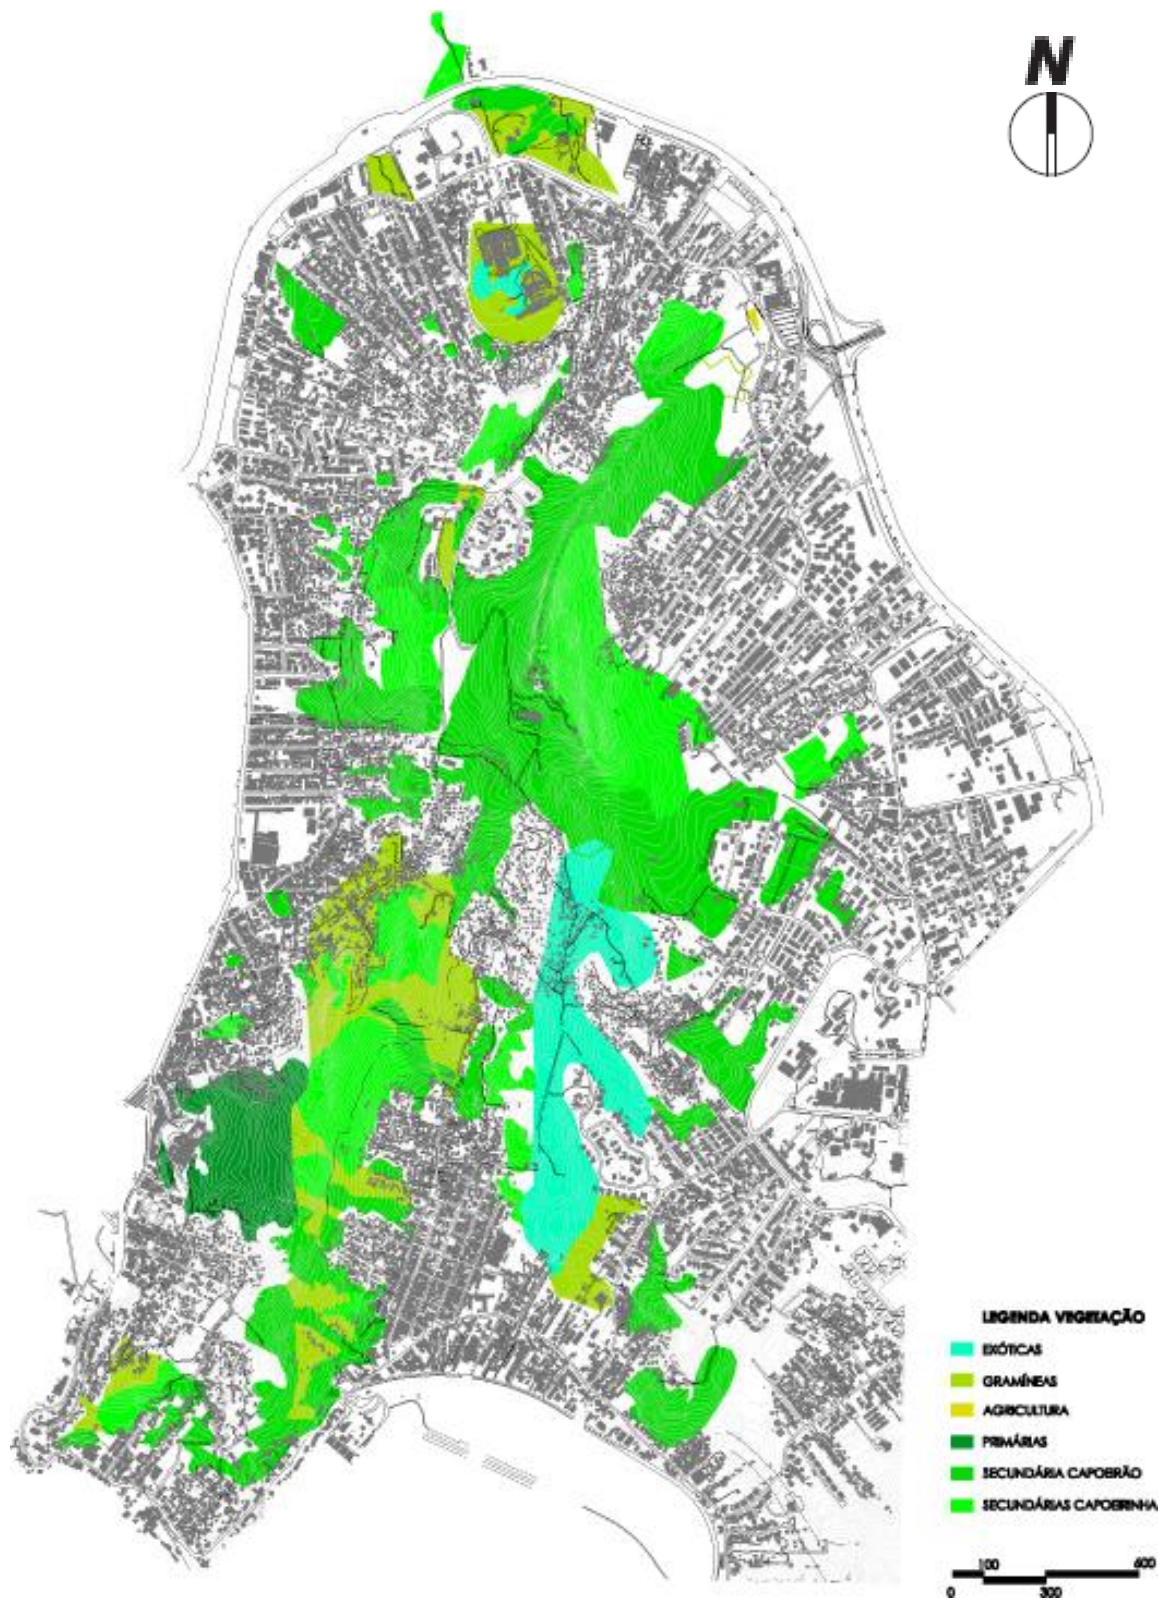 N
LEGENDA VEGETAÇÃO
EXÓTICAS
GRAMÍNEAS
AGRICULTURA
PRIMÁRIAS
SECUNDÁRIA CAPOEIRÃO
SECUNDÁRIAS CAPOEIRINHA
100 600
0 300